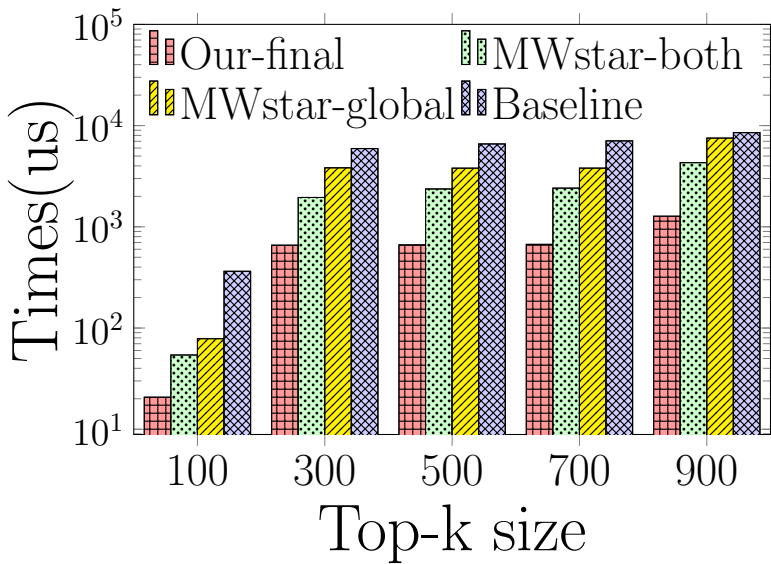 Our-final MWstar-both
MWstar-global Baseline
10^5
10^4
10^3
10^2
10^1
Times(us)
100 300 500 700 900
Top-k size